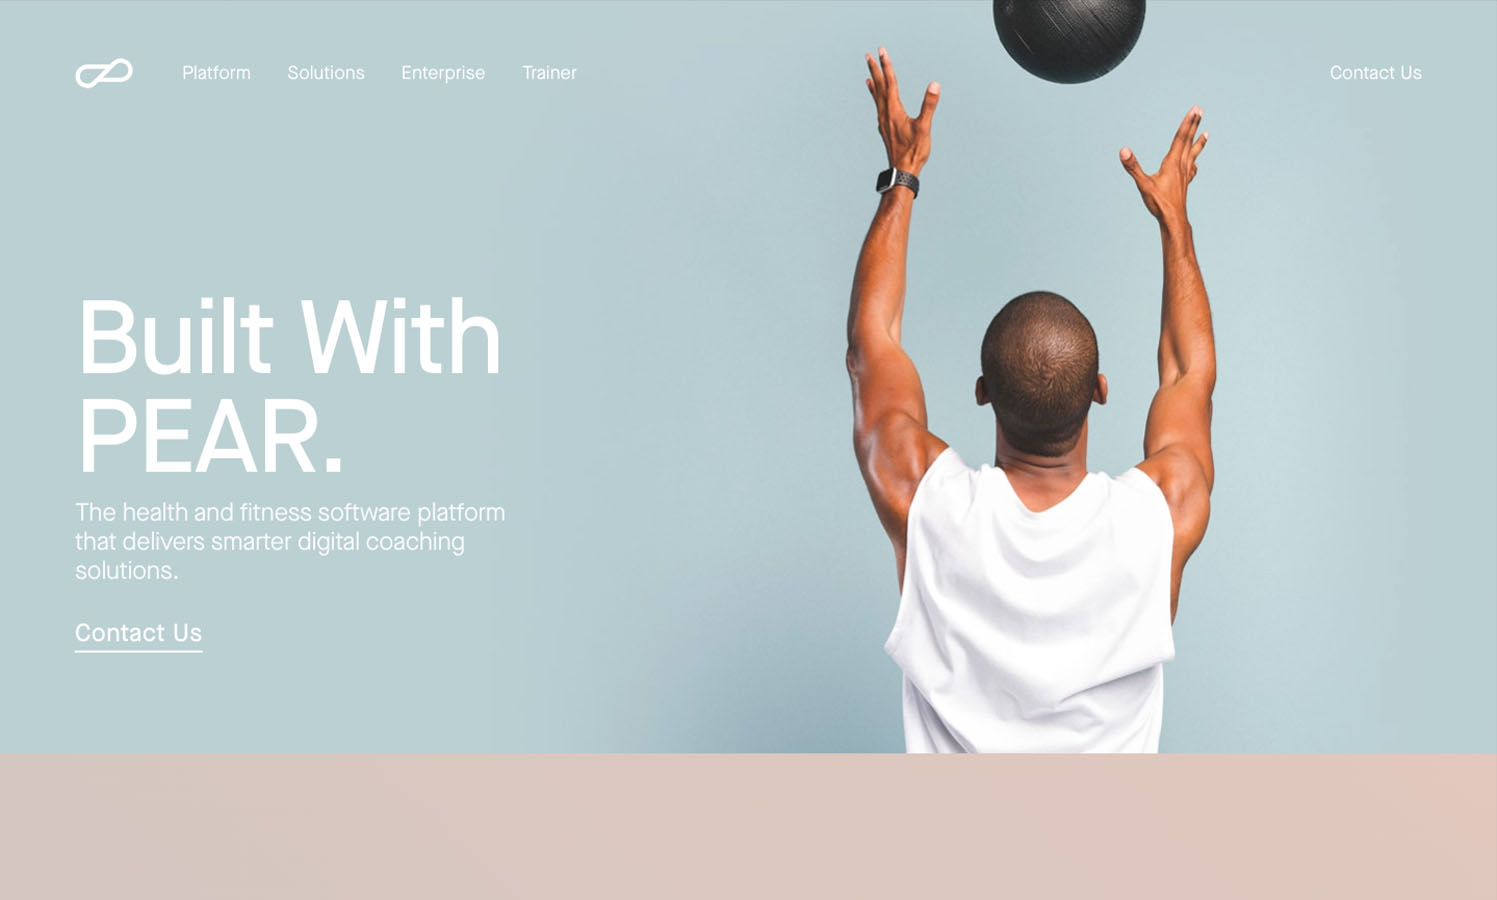 Platform
Solutions
Enterprise
Trainer
Contact Us
Built With
PEAR.
The health and fitness software platform
that delivers smarter digital coaching
solutions.
Contact Us